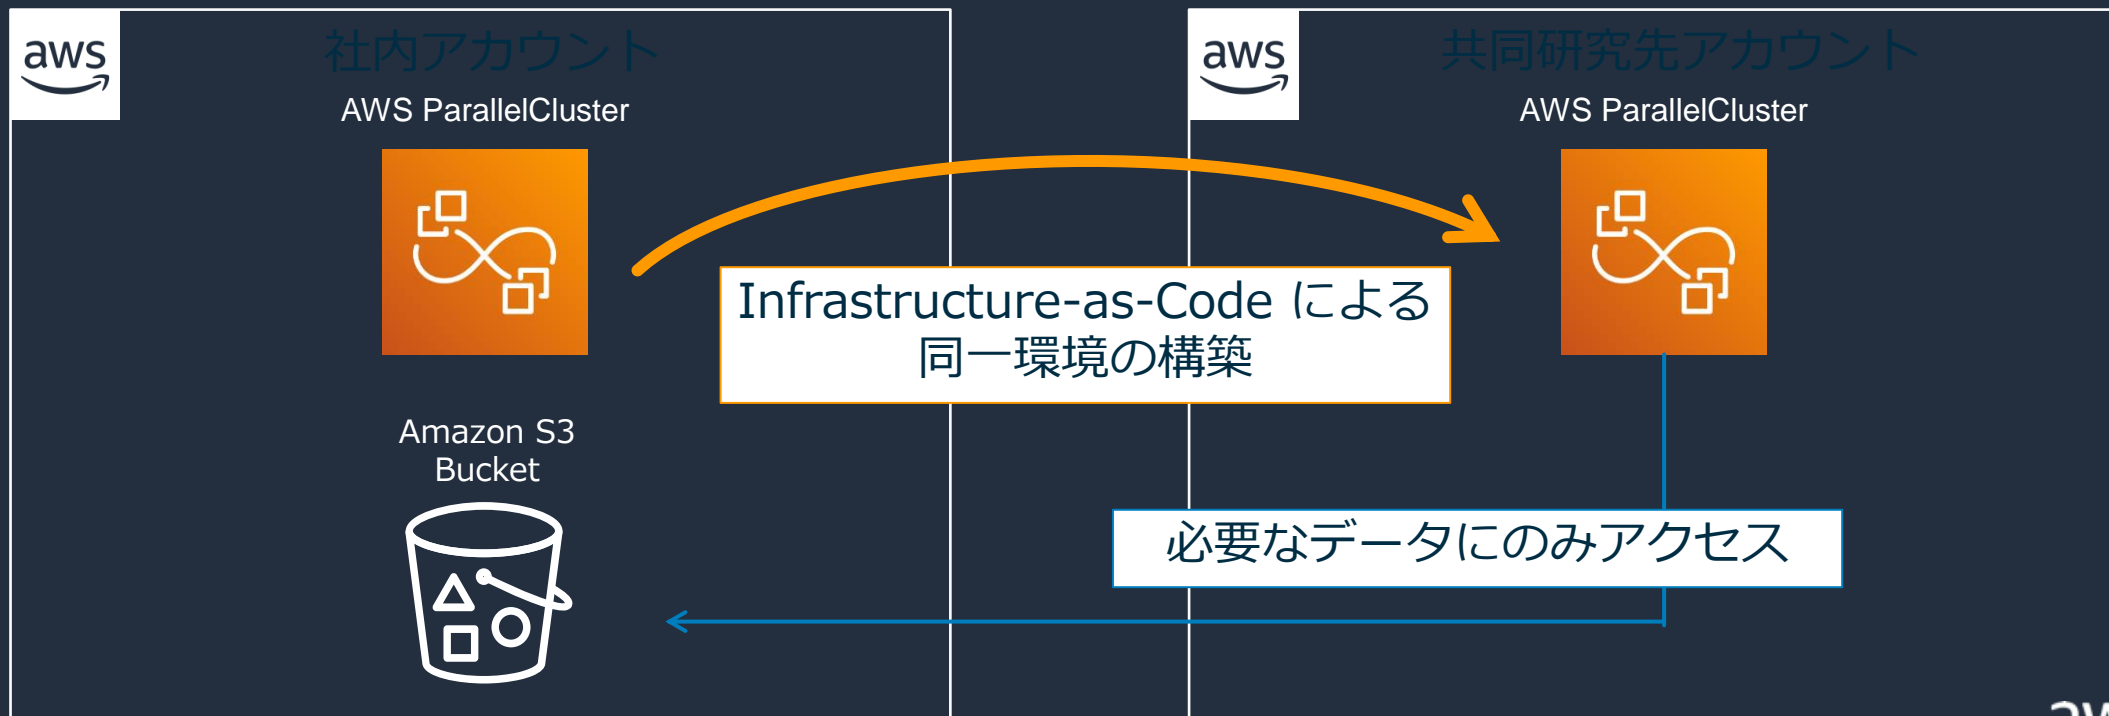 aws
社内アカウント
AWS ParallelCluster
aws
共同研究先アカウント
AWS ParallelCluster
Infrastructure-as-Code による
同一環境の構築
Amazon S3
Bucket
必要なデータにのみアクセス